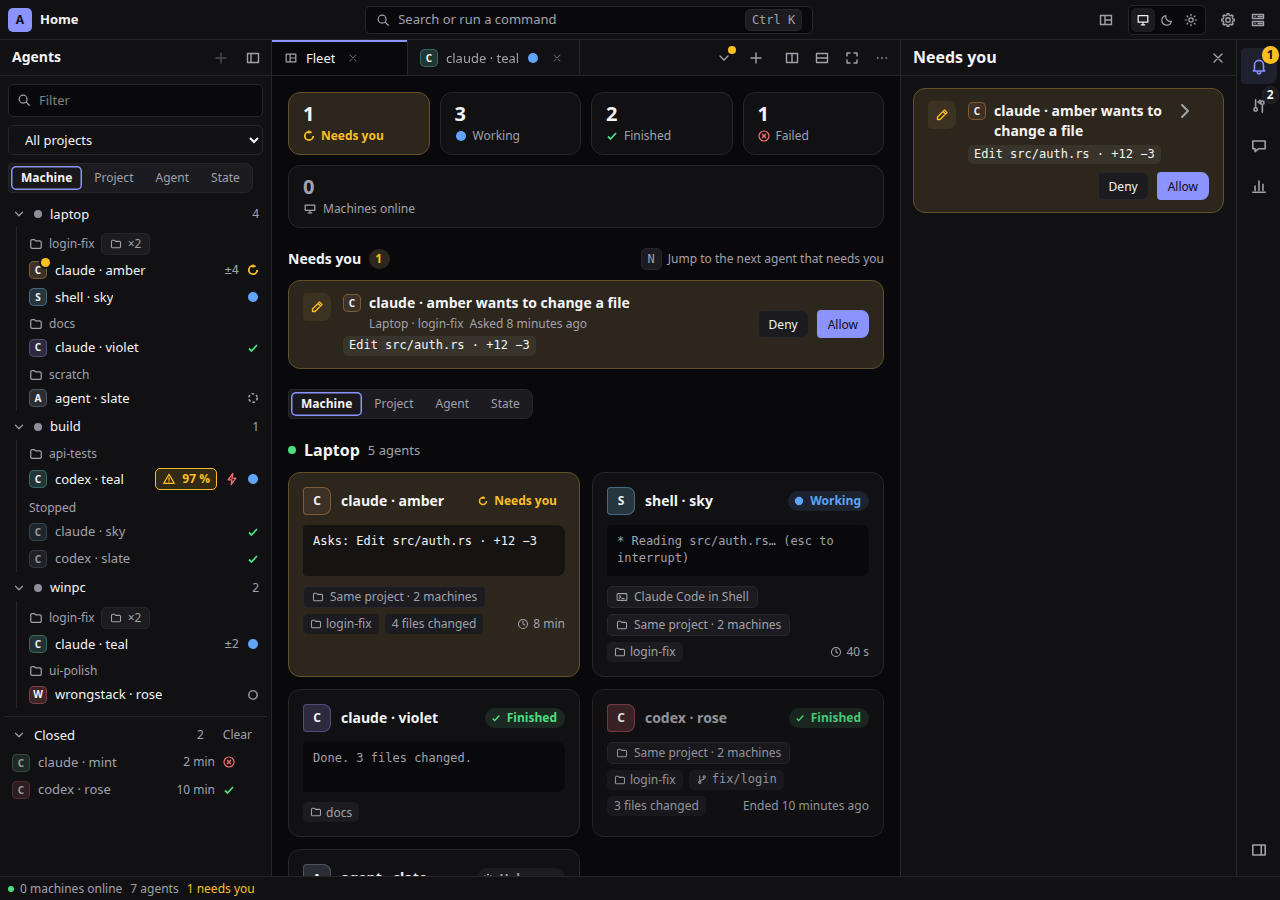 A Home
Search or run a command Ctrl K
Agents
Filter
All projects
Machine Project Agent State
laptop 4
login-fix ×2
C claude · amber ±4
S shell · sky
docs
C claude · violet
scratch
A agent · slate
build 1
api-tests
C codex · teal 97 %
Stopped
C claude · sky
C codex · slate
winpc 2
login-fix ×2
C claude · teal ±2
ui-polish
W wrongstack · rose
Closed 2 Clear
C claude · mint 2 min
C codex · rose 10 min
Fleet
C claude · teal
1 Needs you
3 Working
2 Finished
1 Failed
0 Machines online
Needs you 1
N Jump to the next agent that needs you
C claude · amber wants to change a file
Laptop · login-fix Asked 8 minutes ago
Edit src/auth.rs · +12 −3
Deny Allow
Machine Project Agent State
Laptop 5 agents
C claude · amber Needs you
Asks: Edit src/auth.rs · +12 −3
Same project · 2 machines
login-fix 4 files changed 8 min
S shell · sky Working
* Reading src/auth.rs… (esc to
interrupt)
Claude Code in Shell
Same project · 2 machines
login-fix 40 s
C claude · violet Finished
Done. 3 files changed.
docs
C codex · rose Finished
Same project · 2 machines
login-fix fix/login
3 files changed Ended 10 minutes ago
Needs you
C claude · amber wants to
change a file
Edit src/auth.rs · +12 −3
Deny Allow
1
2
0 machines online 7 agents 1 needs you